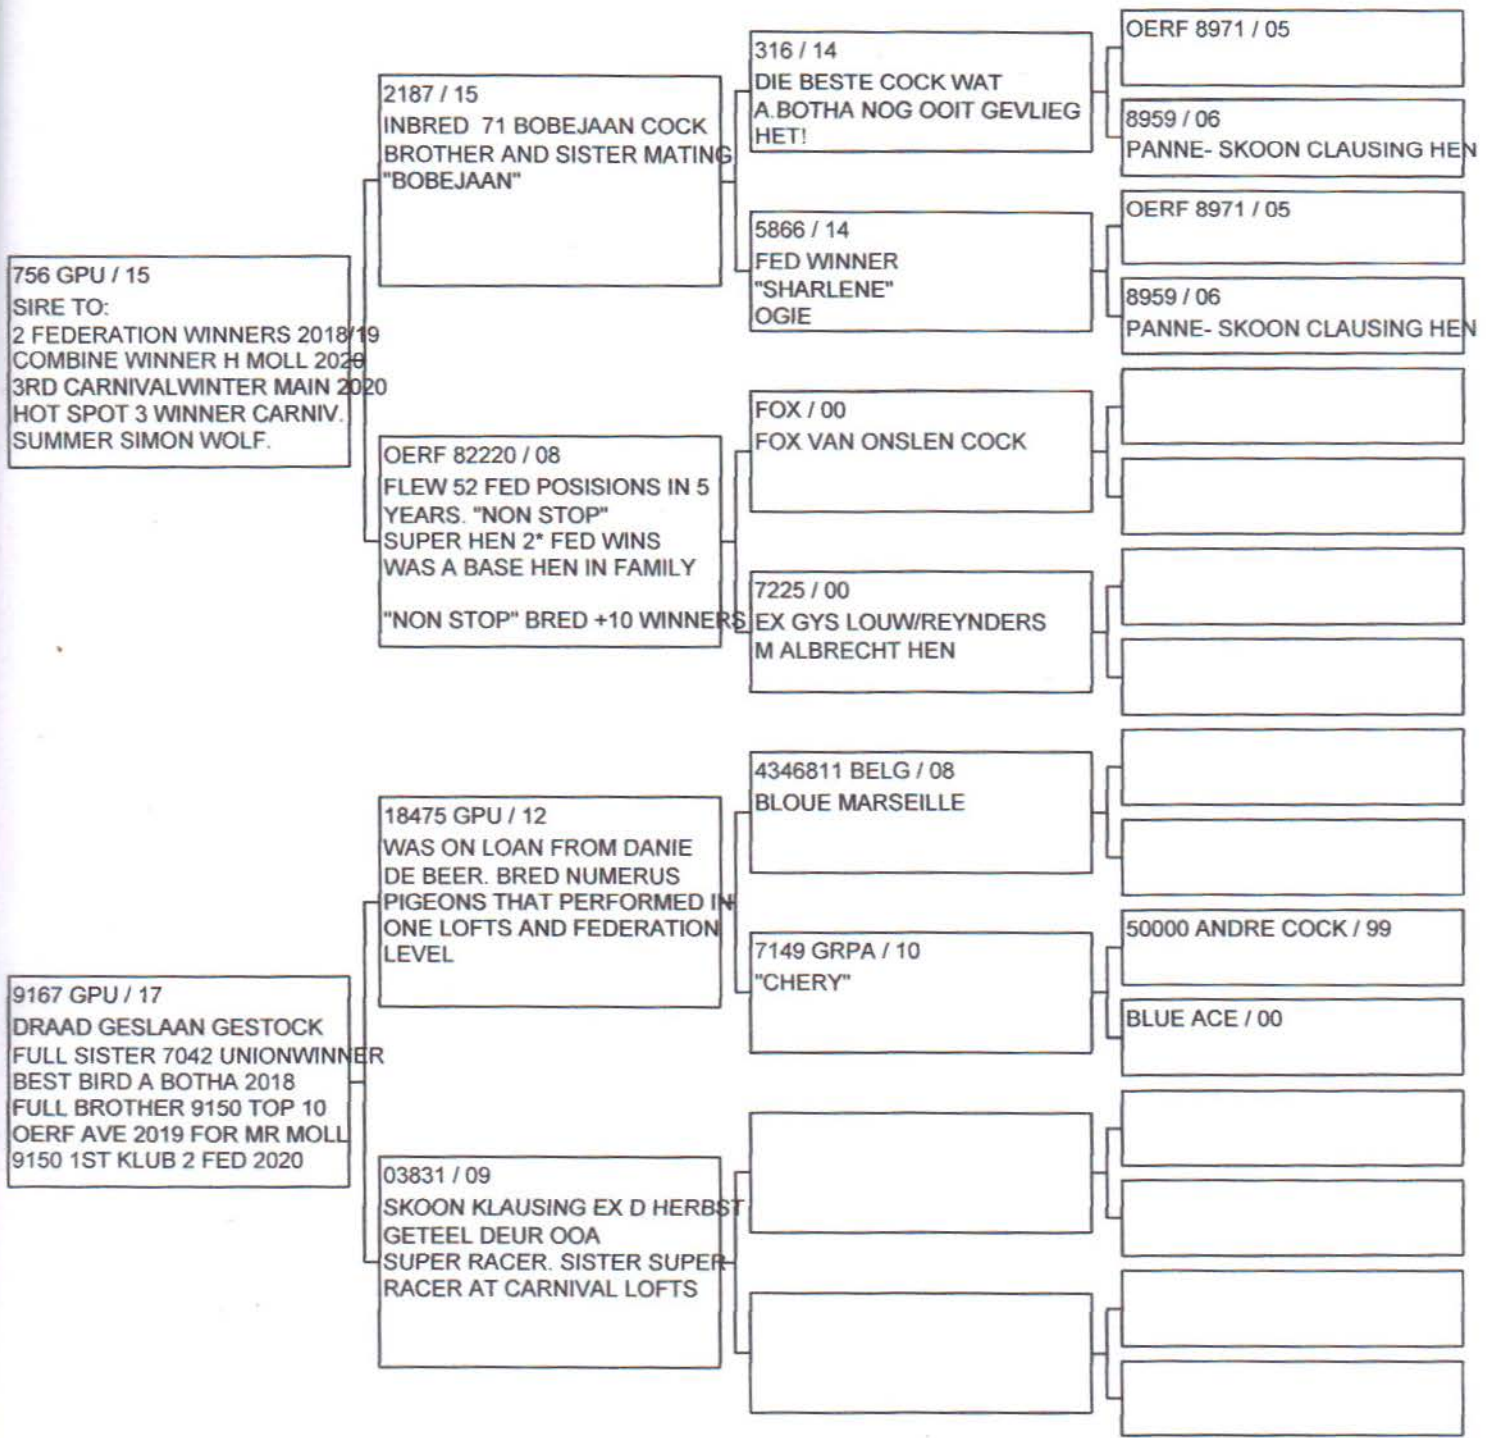 756 GPU / 15
SIRE TO:
2 FEDERATION WINNERS 2018/19
COMBINE WINNER H MOLL 2020
3RD CARNIVALWINTER MAIN 2020
HOT SPOT 3 WINNER CARNIV.
SUMMER SIMON WOLF.
9167 GPU / 17
DRAAD GESLAAN GESTOCK
FULL SISTER 7042 UNIONWINNER
BEST BIRD A BOTHA 2018
FULL BROTHER 9150 TOP 10
OERF AVE 2019 FOR MR MOLL
9150 1ST KLUB 2 FED 2020
2187 / 15
INBRED 71 BOBEJAAN COCK
BROTHER AND SISTER MATING
"BOBEJAAN"
OERF 82220 / 08
FLEW 52 FED POSISIONS IN 5
YEARS. "NON STOP"
SUPER HEN 2* FED WINS
WAS A BASE HEN IN FAMILY
"NON STOP" BRED +10 WINNERS
18475 GPU / 12
WAS ON LOAN FROM DANIE
DE BEER. BRED NUMERUS
PIGEONS THAT PERFORMED IN
ONE LOFTS AND FEDERATION
LEVEL
03831 / 09
SKOON KLAUSING EX D HERBST
GETEEL DEUR OOA
SUPER RACER. SISTER SUPER
RACER AT CARNIVAL LOFTS
316 / 14
DIE BESTE COCK WAT
A.BOTHA NOG OOIT GEVLIEG
HET!
5866 / 14
FED WINNER
"SHARLENE"
OGIE
FOX / 00
FOX VAN ONSLEN COCK
7225 / 00
EX GYS LOUW/REYNDERS
M ALBRECHT HEN
4346811 BELG / 08
BLOUE MARSEILLE
7149 GRPA / 10
"CHERY"
OERF 8971 / 05
8959 / 06
PANNE- SKOON CLAUSING HEN
OERF 8971 / 05
8959 / 06
PANNE- SKOON CLAUSING HEN
50000 ANDRE COCK / 99
BLUE ACE / 00